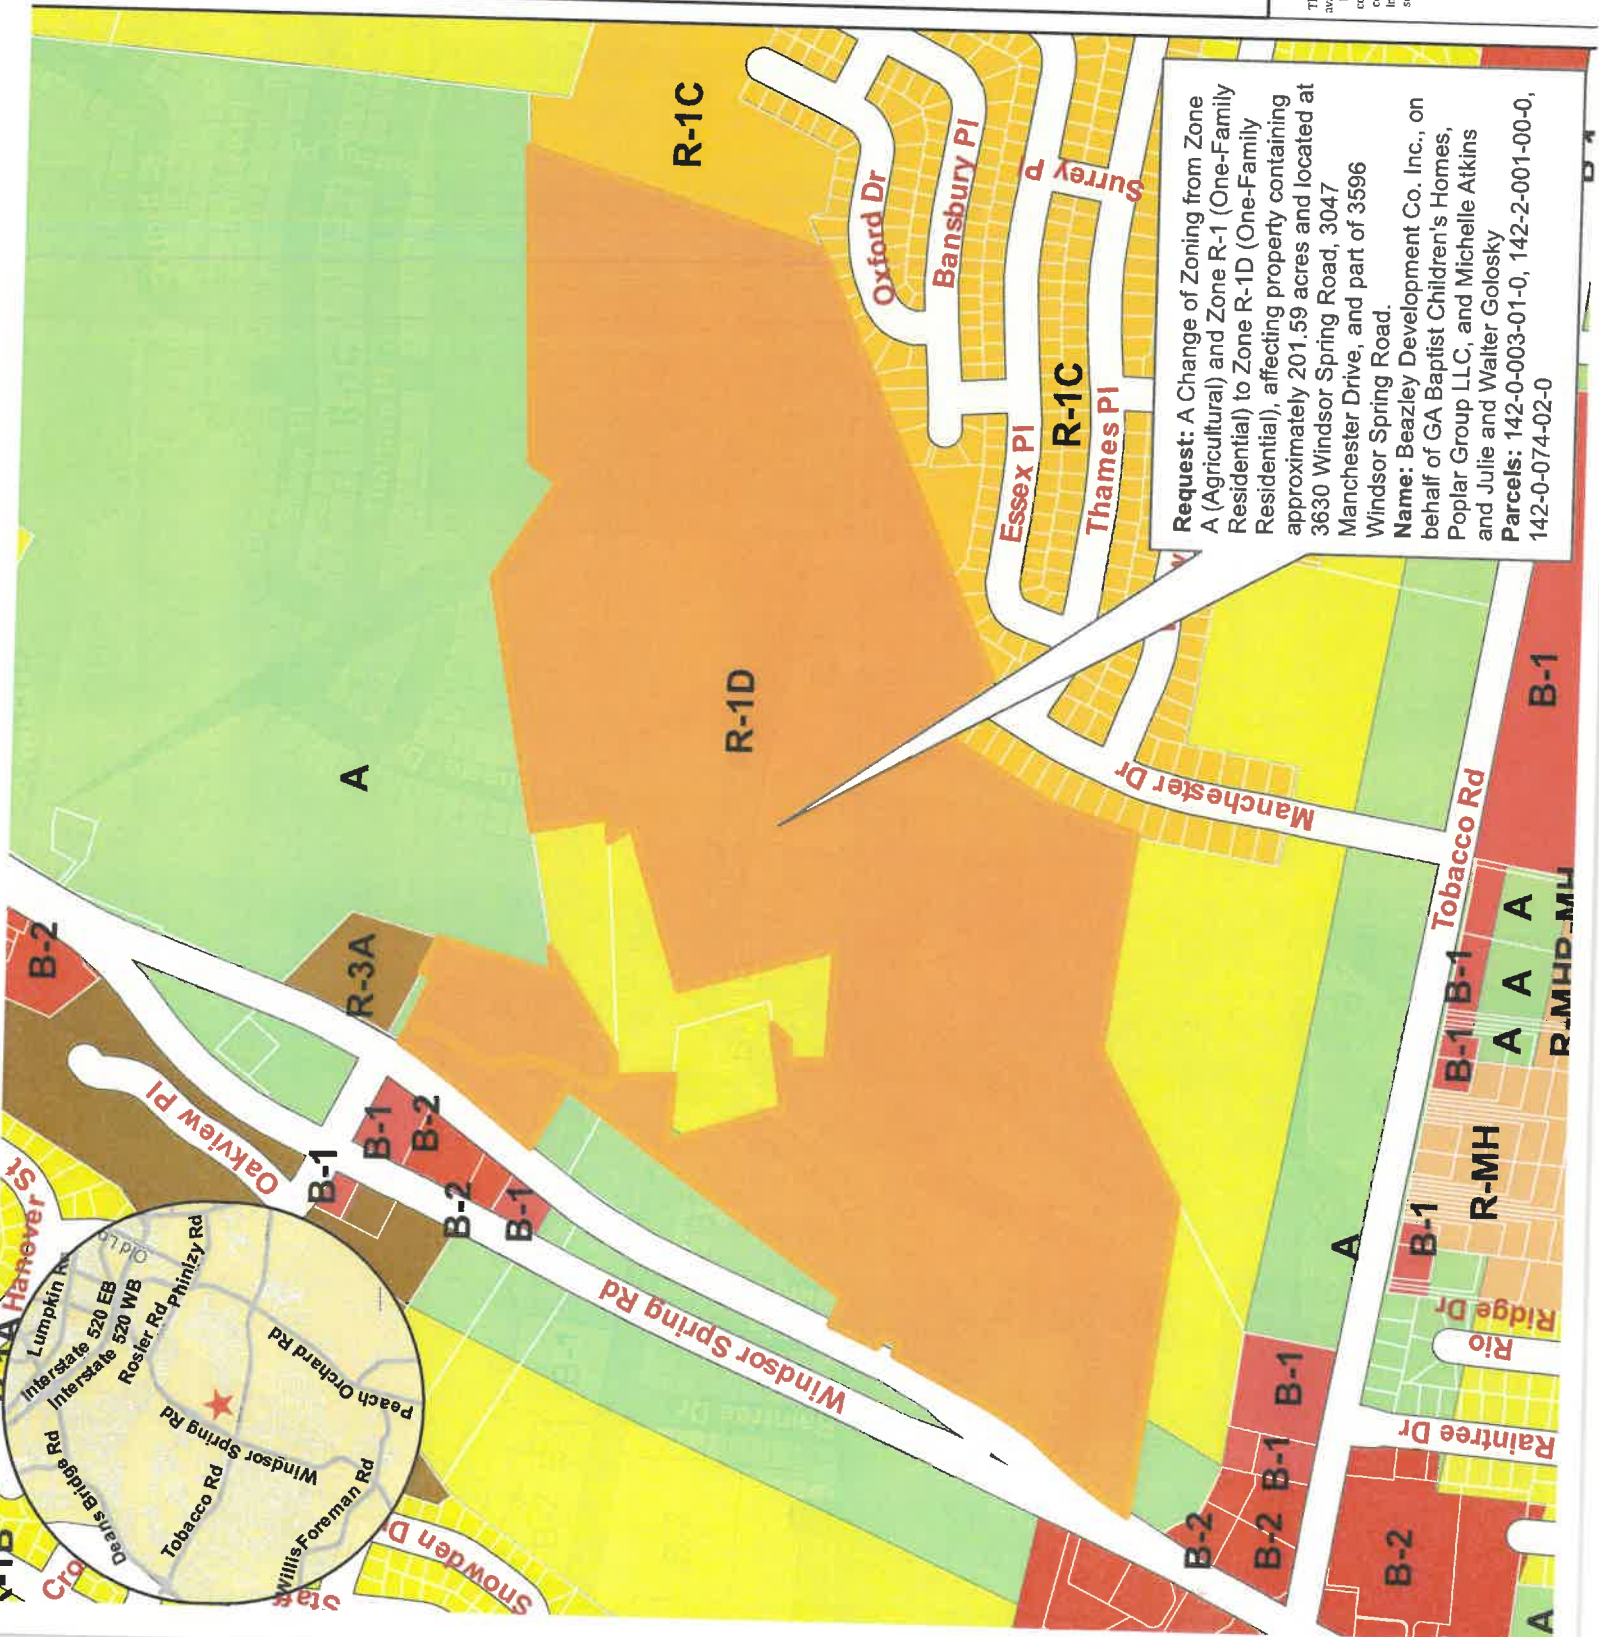 Request: A Change of Zoning from Zone
A (Agricultural) and Zone R-1 (One-Family
Residential) to Zone R-1D (One-Family
Residential), affecting property containing
approximately 201.59 acres and located at
3630 Windsor Spring Road, 3047
Manchester Drive, and part of 3596
Windsor Spring Road.
Name: Beazley Development Co. Inc., on
behalf of GA Baptist Children's Homes,
Poplar Group LLC, and Michelle Atkins
and Julie and Walter Golosky
Parcels: 142-0-003-01-0, 142-2-001-00-0,
142-0-074-02-0
R-1C
Oxford Dr
Bansbury Pl
Surrey Pl
Essex Pl
R-1C
Thames Pl
Manchester Dr
Tobacco Rd
R-1D
A
R-3A
B-2
Oakview Pl
B-1
B-1
B-2
B-2
B-1
Windsor Spring Rd
Hanover St
Snowden Dr
B-1
A
A
A
B-1
B-1
R-MHP
R-MH
R-MH
B-1
A
Rio
Ridge Dr
Raintree Dr
B-1
B-1
B-2
B-2
B-2
A
Lumpkin
Interstate 520 EB
Interstate 520 WB
Rosier Rd
Phinizy Rd
Peach Orchard Rd
Windsor Spring Rd
Deans Bridge Rd
Tobacco Rd
Willis Foreman Rd